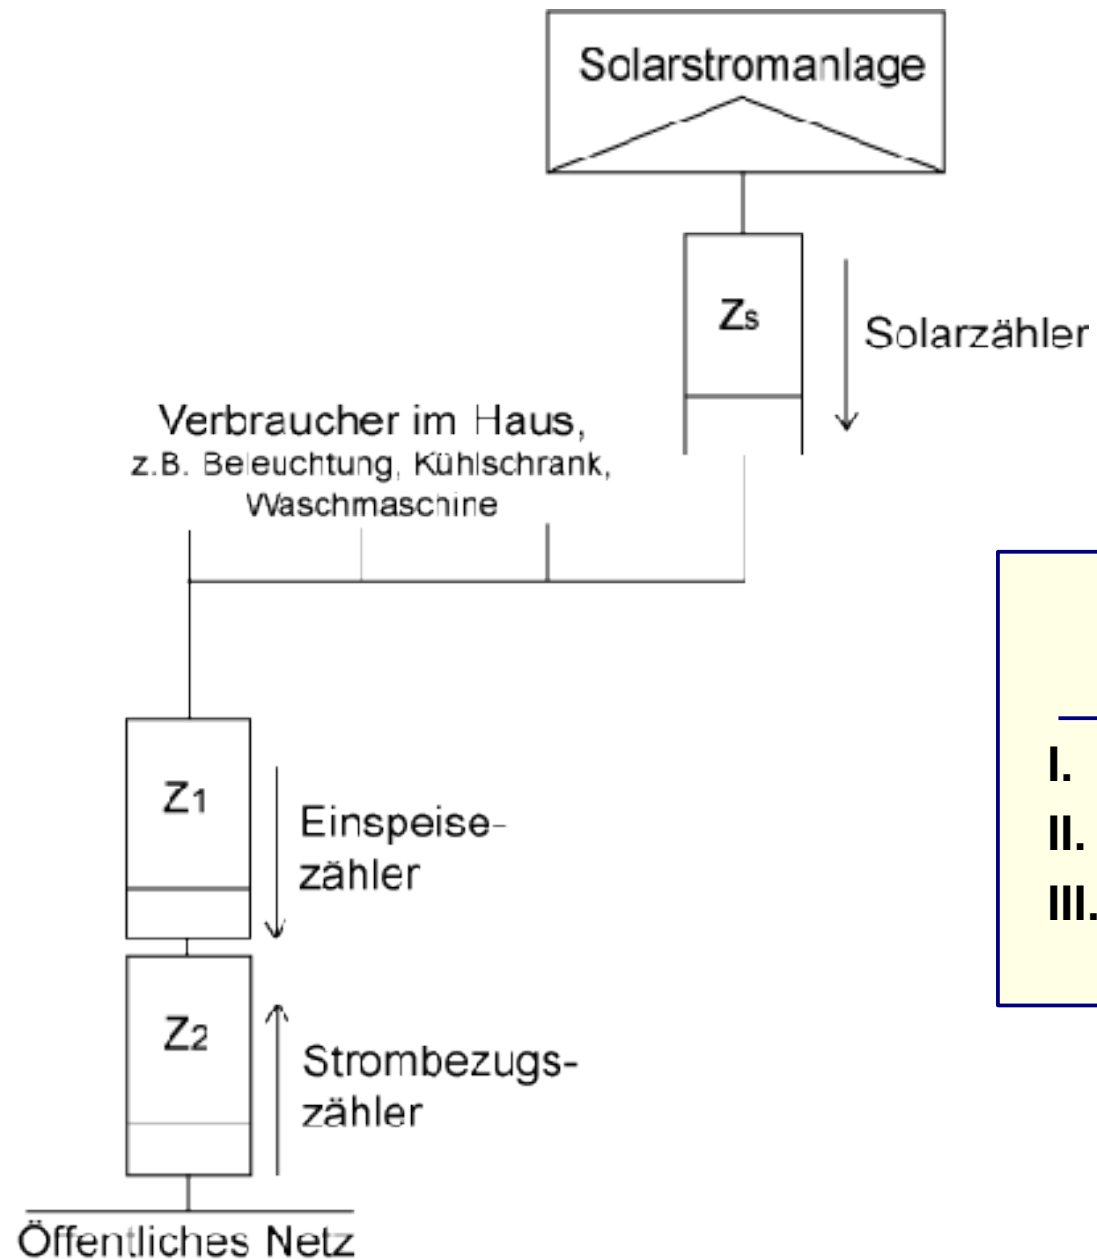 Solarstromanlage
Zs
Solarzähler
Verbraucher im Haus,
z.B. Beleuchtung, Kühlschrank,
Waschmaschine
Z1
Einspeise-
zähler
Z2
Strombezugs-
zähler
Öffentliches Netz
I.
II.
III.